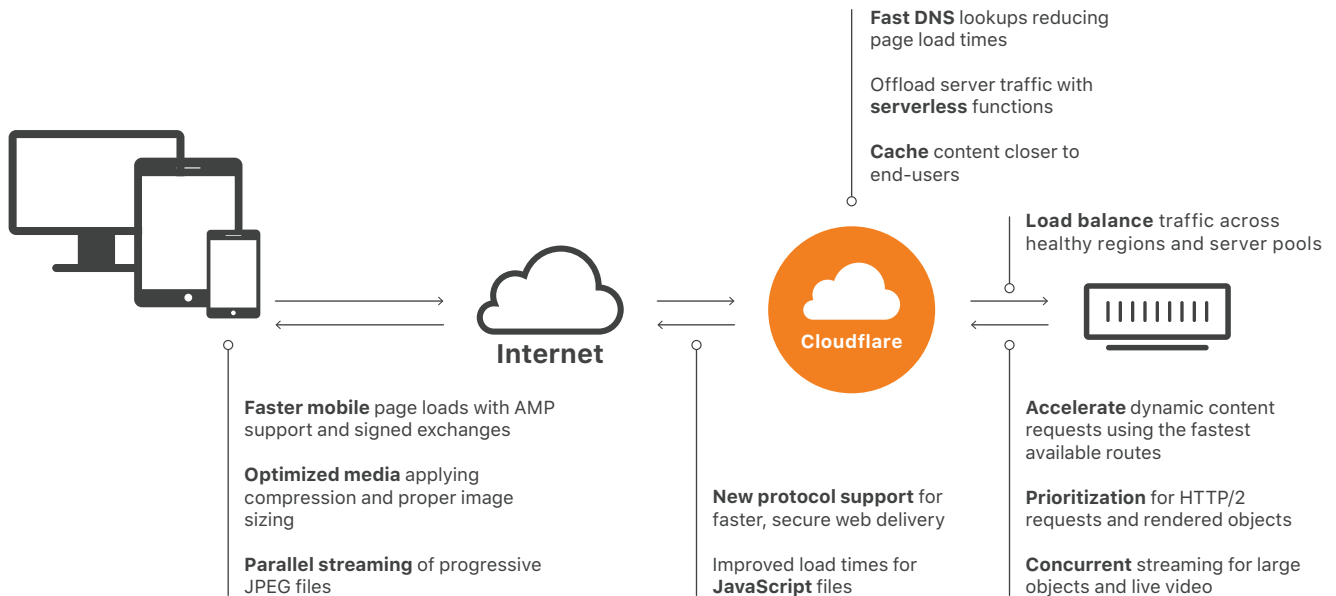 Fast DNS lookups reducing
page load times
Offload server traffic with
serverless functions
Cache content closer to
end-users
Load balance traffic across
healthy regions and server pools
Internet
Cloudflare
Faster mobile page loads with AMP
support and signed exchanges
Optimized media applying
compression and proper image
sizing
Parallel streaming of progressive
JPEG files
New protocol support for
faster, secure web delivery
Improved load times for
JavaScript files
Accelerate dynamic content
requests using the fastest
available routes
Prioritization for HTTP/2
requests and rendered objects
Concurrent streaming for large
objects and live video